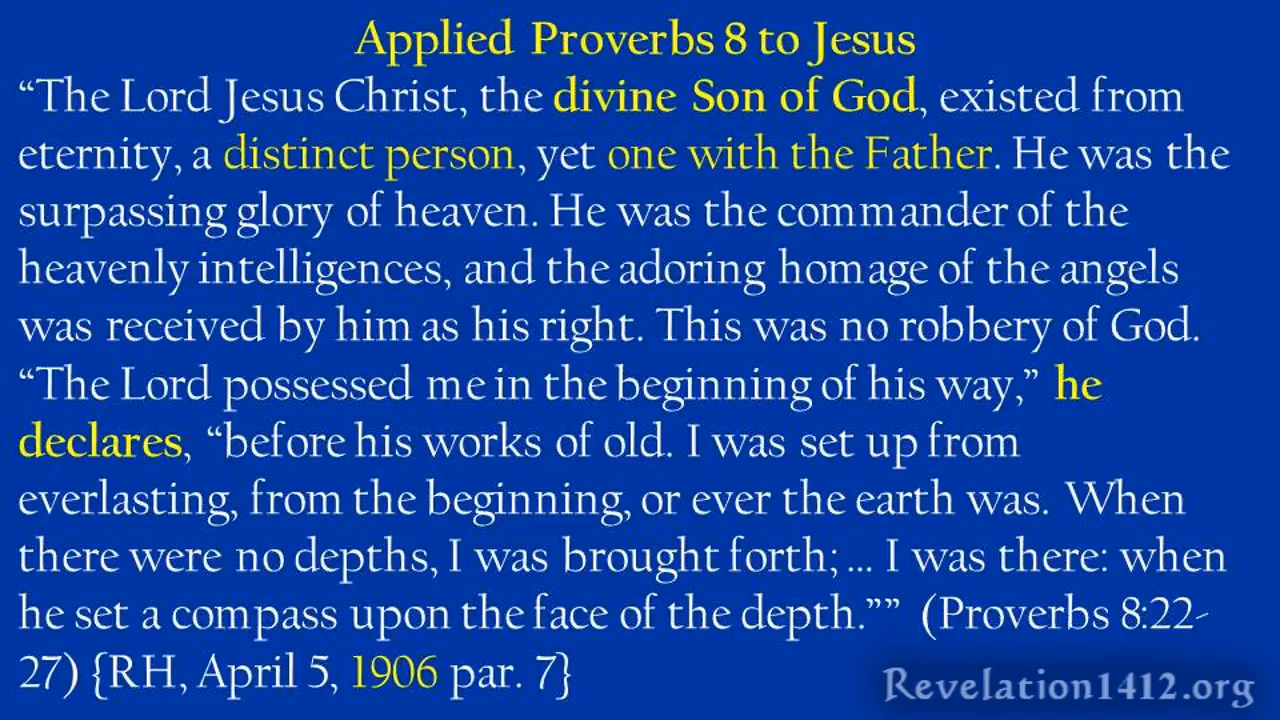 Applied Proverbs 8 to Jesus
“The Lord Jesus Christ, the divine Son of God, existed from
eternity, a distinct person, yet one with the Father. He was the
surpassing glory of heaven. He was the commander of the
heavenly intelligences, and the adoring homage of the angels
was received by him as his right. This was no robbery of God.
“The Lord possessed me in the beginning of his way,” he
declares, “before his works of old. I was set up from
everlasting, from the beginning, or ever the earth was. When
there were no depths, I was brought forth; ... I was there: when
he set a compass upon the face of the depth.”” (Proverbs 8:22-
27) {RH, April 5, 1906 par. 7}
Revelation1412.org